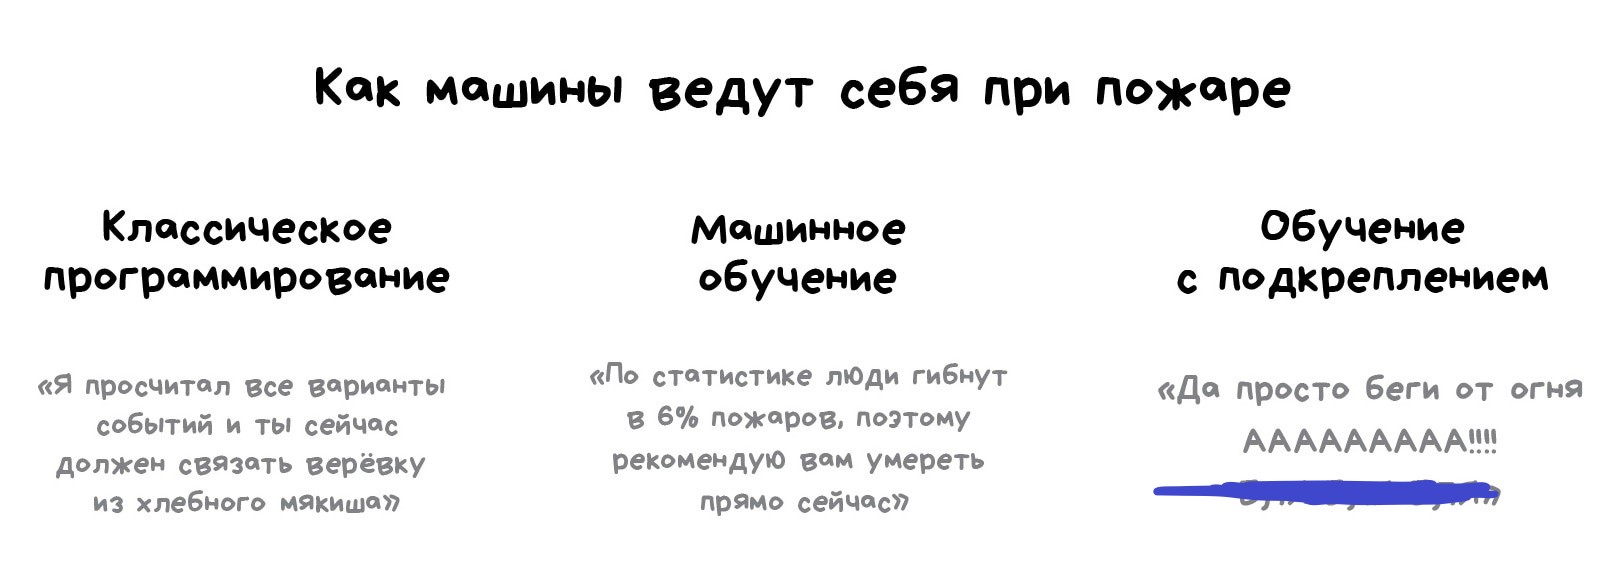 Как машины ведут себя при пожаре
Классическое
программирование
«Я просчитал все варианты
событий и ты сейчас
должен связать верёвку
из хлебного мякиша»
Машинное
обучение
«По статистике люди гибнут
в 6% пожаров, поэтому
рекомендую вам умереть
прямо сейчас»
Обучение
с подкреплением
«Да просто беги от огня
ААААААААА!!!!